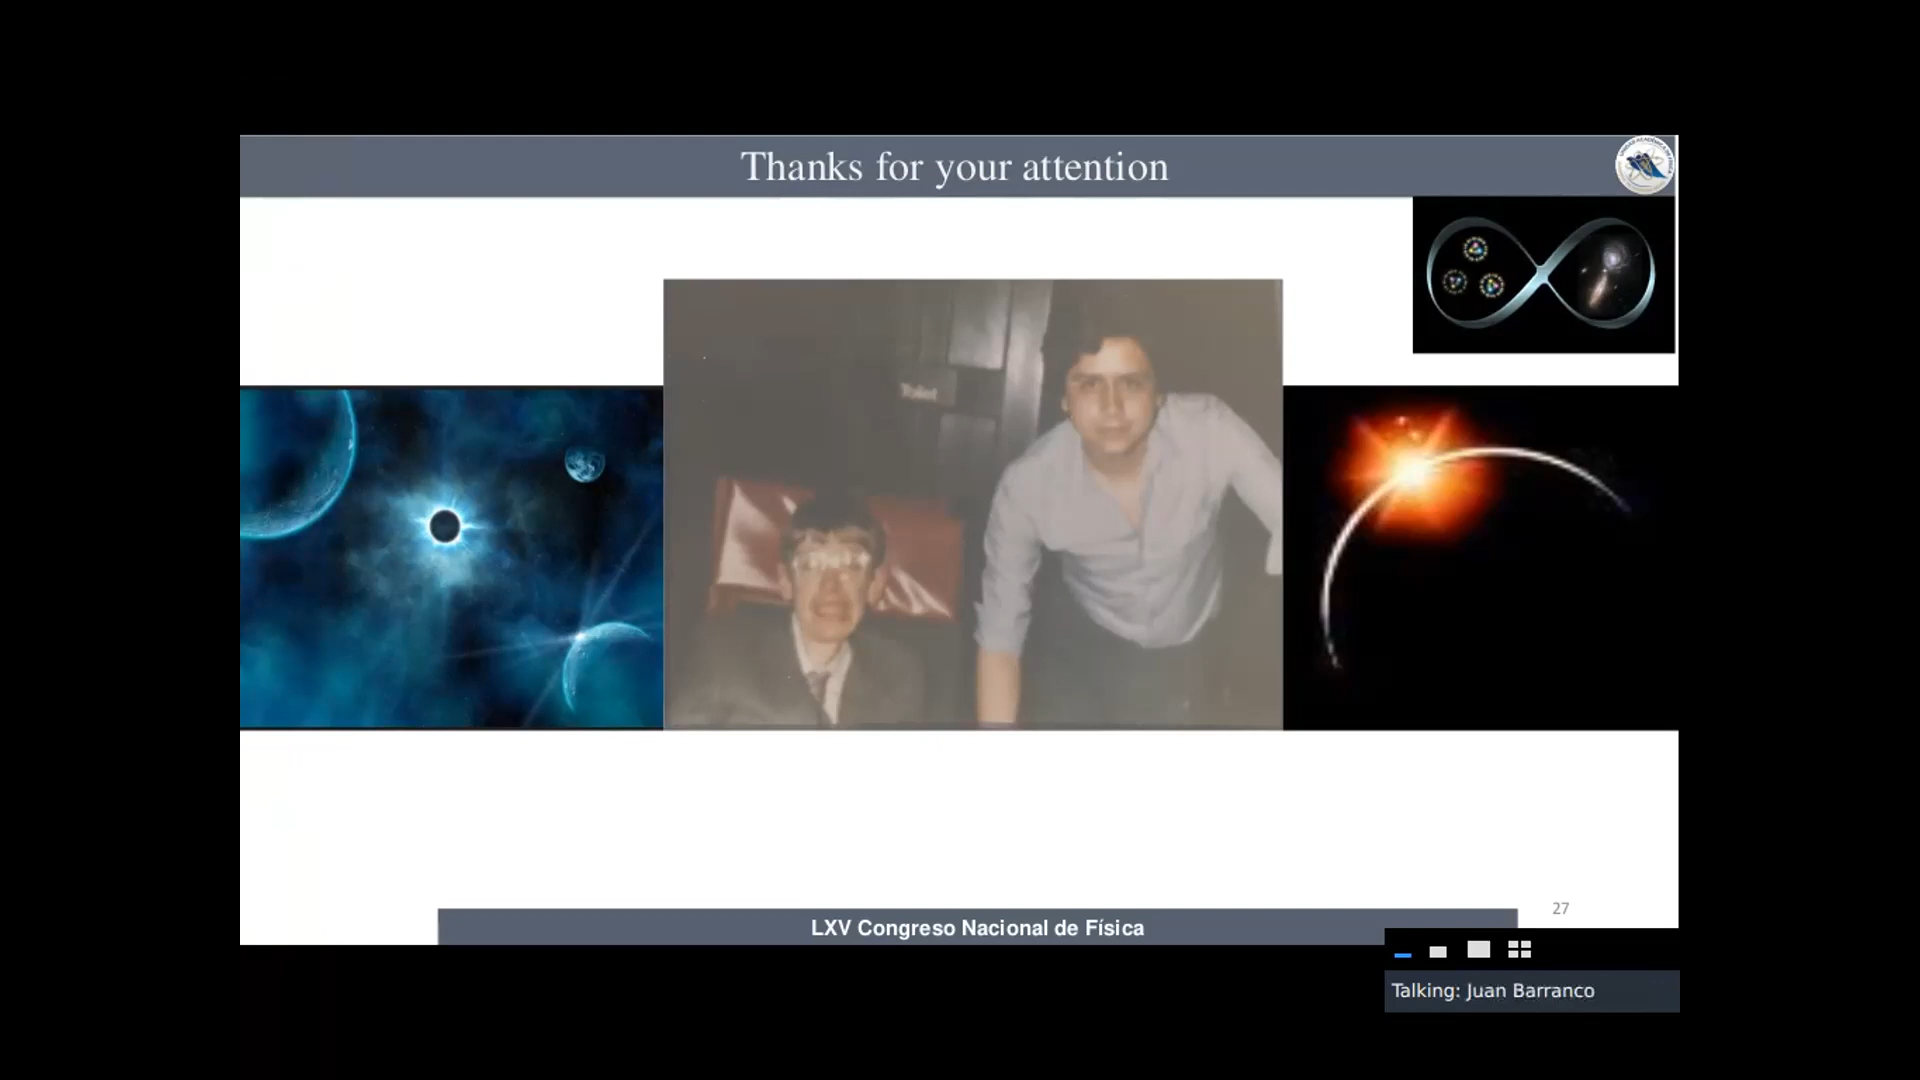 Thanks for your attention
LXV Congreso Nacional de Física
27
Talking: Juan Barranco